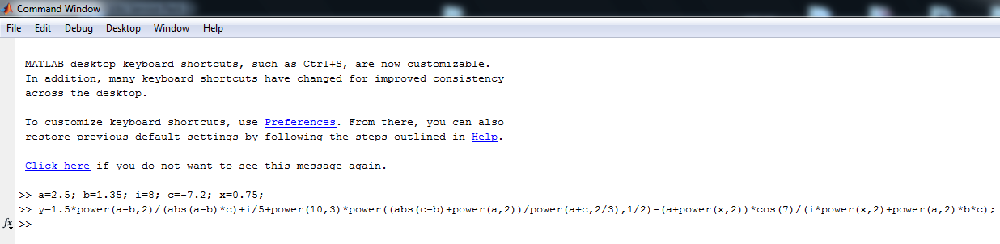 Command Window
File Edit Debug Desktop Window Help
MATLAB desktop keyboard shortcuts, such as Ctrl+S, are now customizable.
In addition, many keyboard shortcuts have changed for improved consistency
across the desktop.
To customize keyboard shortcuts, use Preferences. From there, you can also
restore previous default settings by following the steps outlined in Help.
Click here if you do not want to see this message again.
>> a=2.5; b=1.35; i=8; c=-7.2; x=0.75;
>> y=1.5*power(a-b,2)/(abs(a-b)*c)+i/5+power(10,3)*power((abs(c-b)+power(a,2))/power(a+c,2/3),1/2)-(a+power(x,2))*cos(7)/(i*power(x,2)+power(a,2)*b*c);
fx >>